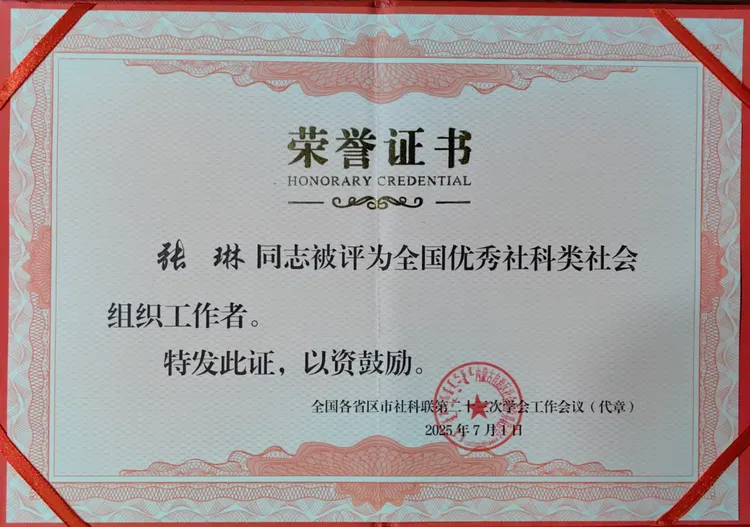 荣誉证书
HONORARY CREDENTIAL
张 琳 同志被评为全国优秀社科类社会
组织工作者。
特发此证，以资鼓励。
全国各省区市社科联第二十三次学会工作会议（代章）
2025年7月1日